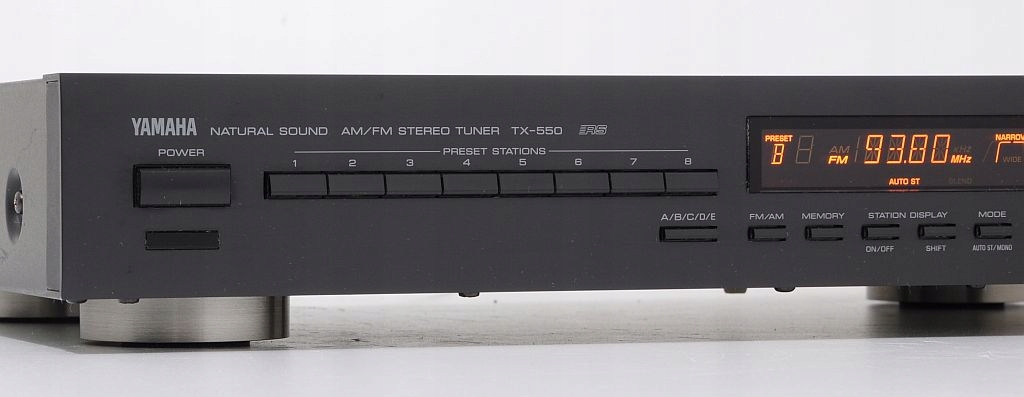 YAMAHA NATURAL SOUND AM/FM STEREO TUNER TX-550 RS
POWER
PRESET STATIONS
1 2 3 4 5 6 7 8
PRESET
AM kHz
FM 93.80 MHz
NARROW
WIDE
AUTO ST BLEND
A/B/C/D/E FM/AM MEMORY STATION DISPLAY MODE
ON/OFF SHIFT AUTO ST/MONO